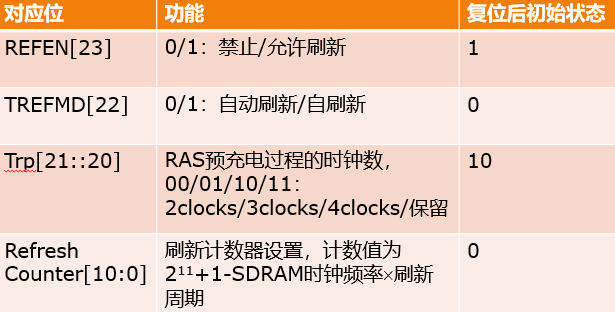 对应位 功能 复位后初始状态
REFEN[23] 0/1：禁止/允许刷新 1
TREFMD[22] 0/1：自动刷新/自刷新 0
Trp[21::20] RAS预充电过程的时钟数， 10
00/01/10/11：
2clocks/3clocks/4clocks/保留
Refresh 刷新计数器设置，计数值为 0
Counter[10:0] 2¹¹+1-SDRAM时钟频率×刷新
周期